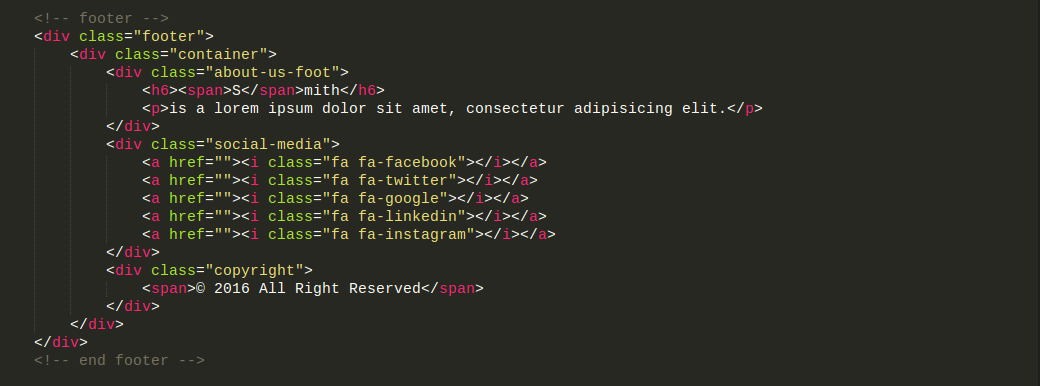 <!-- footer -->
<div class="footer">
    <div class="container">
        <div class="about-us-foot">
            <h6><span>S</span>mith</h6>
            <p>is a lorem ipsum dolor sit amet, consectetur adipisicing elit.</p>
        </div>
        <div class="social-media">
            <a href=""><i class="fa fa-facebook"></i></a>
            <a href=""><i class="fa fa-twitter"></i></a>
            <a href=""><i class="fa fa-google"></i></a>
            <a href=""><i class="fa fa-linkedin"></i></a>
            <a href=""><i class="fa fa-instagram"></i></a>
        </div>
        <div class="copyright">
            <span>© 2016 All Right Reserved</span>
        </div>
    </div>
</div>
<!-- end footer -->